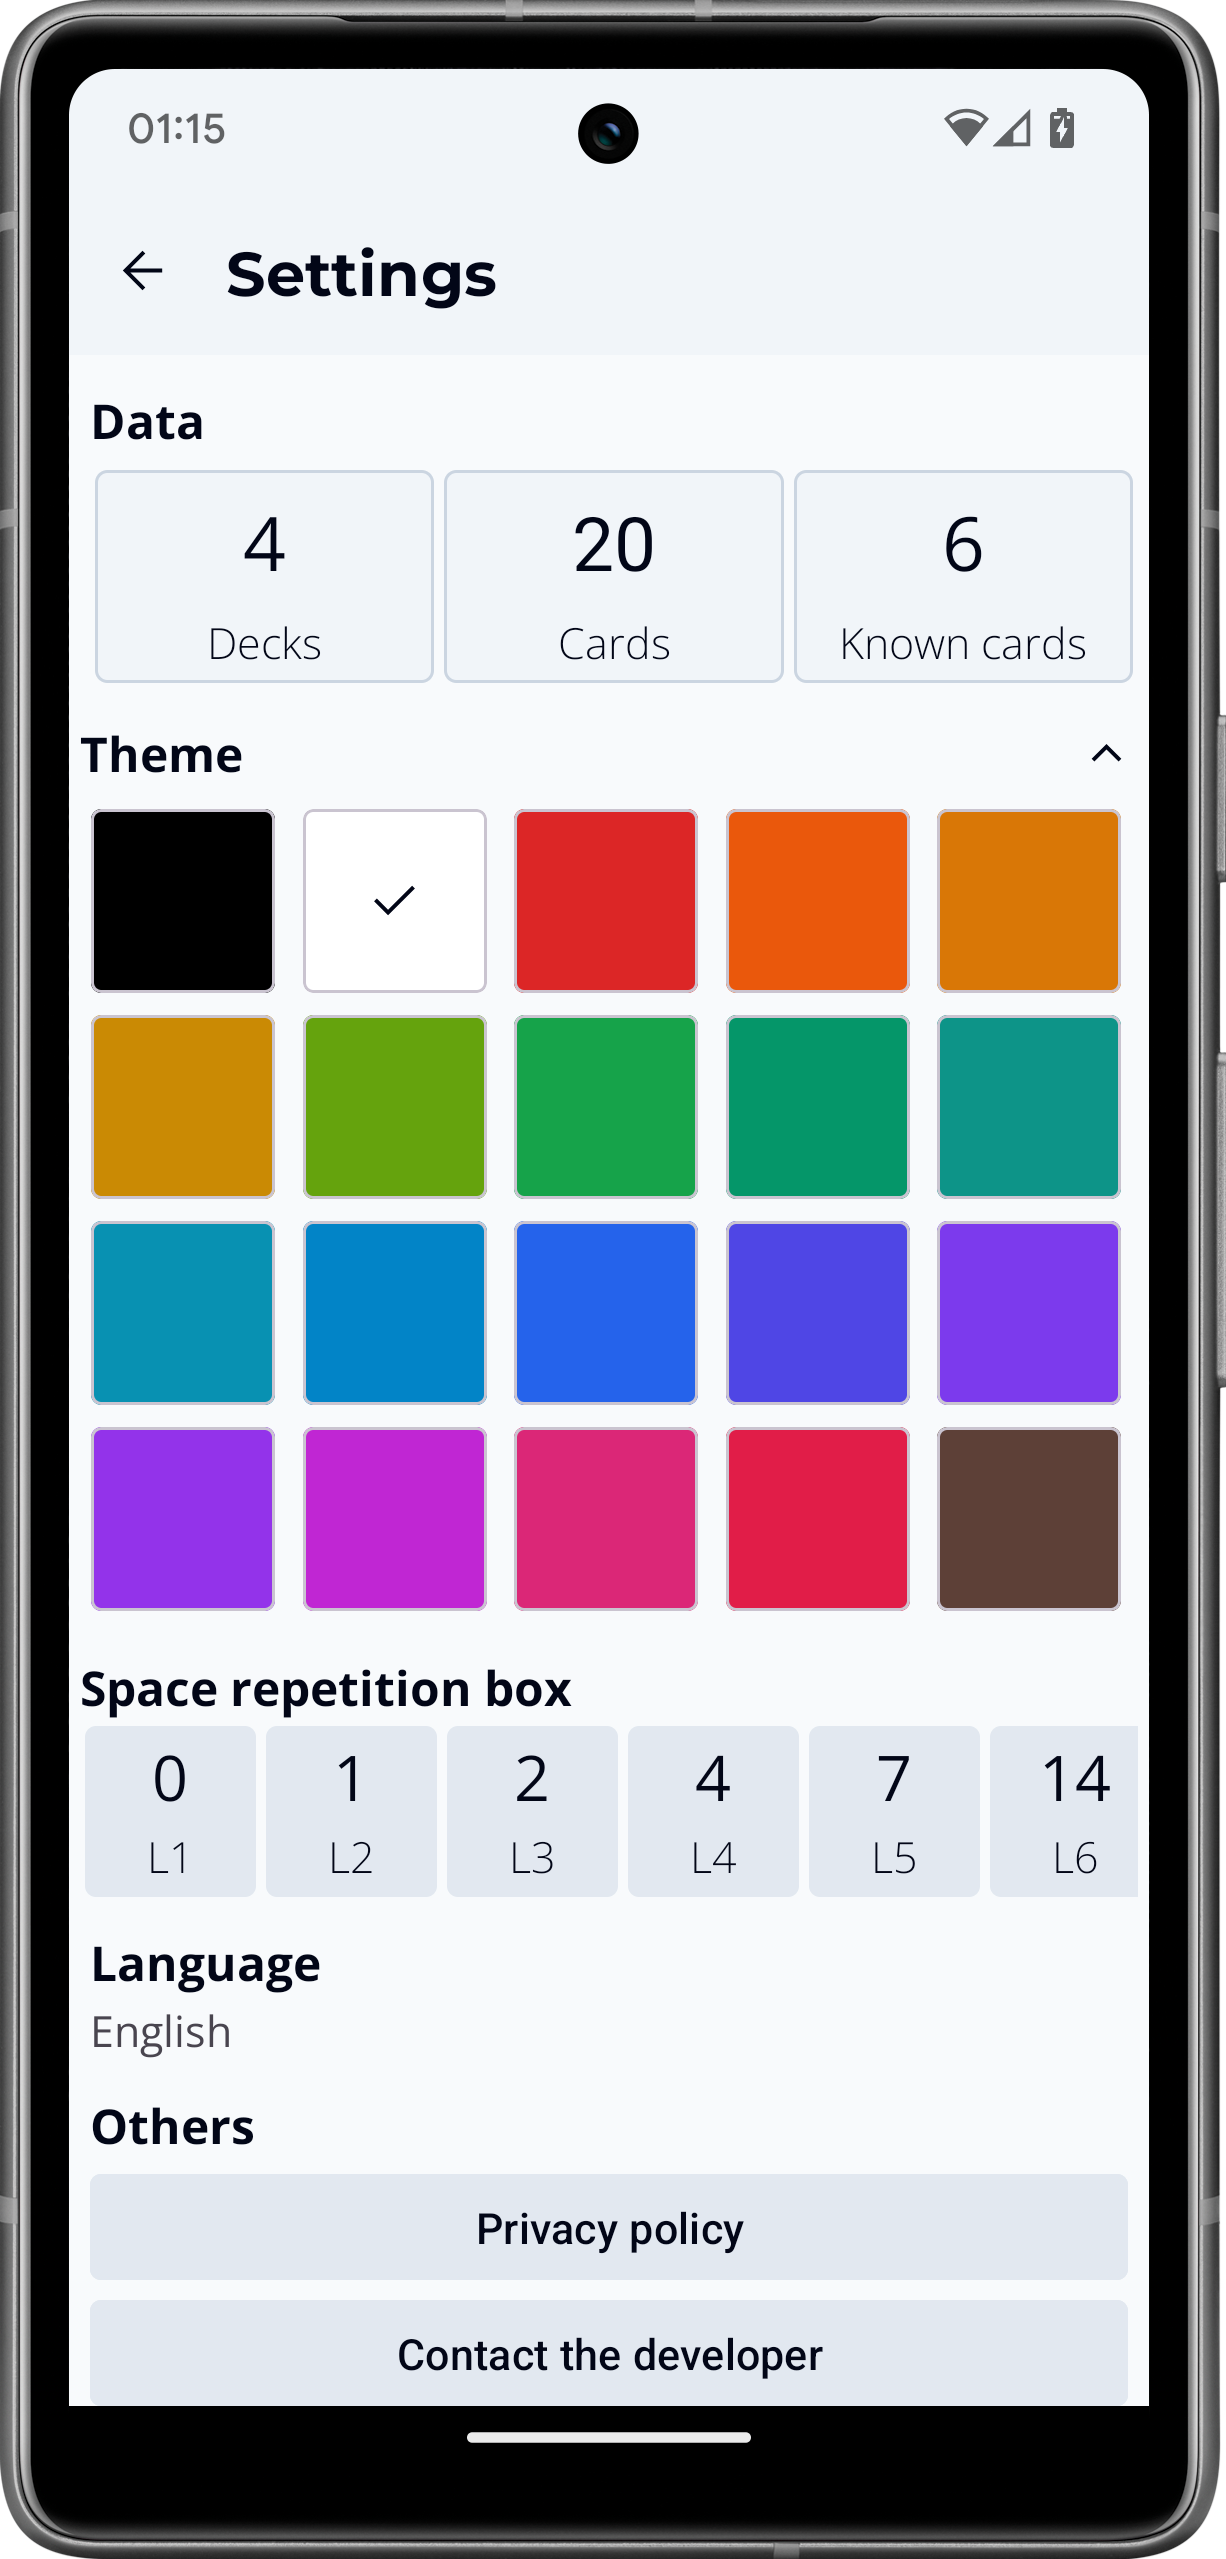 01:15
Settings
Data
4 20 6
Decks Cards Known cards
Theme
Space repetition box
0 1 2 4 7 14
L1 L2 L3 L4 L5 L6
Language
English
Others
Privacy policy
Contact the developer